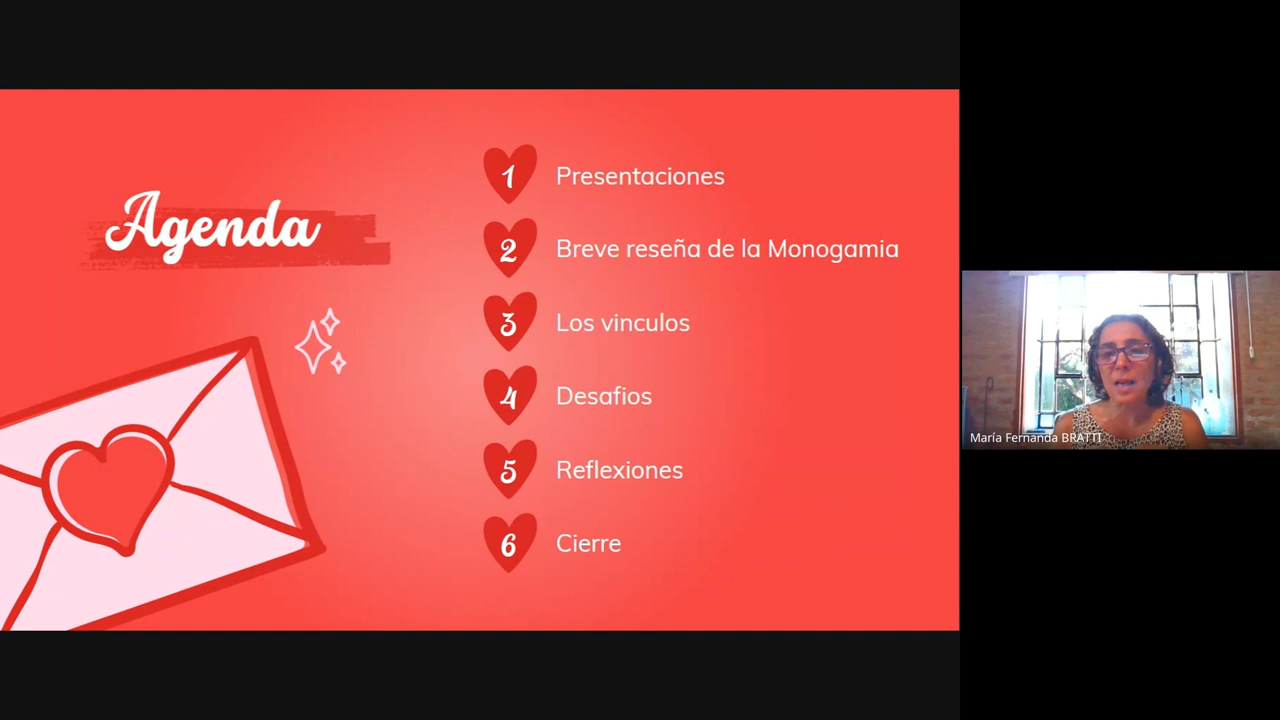 Agenda
1 Presentaciones
2 Breve reseña de la Monogamia
3 Los vinculos
4 Desafios
5 Reflexiones
6 Cierre
María Fernanda BRATTI